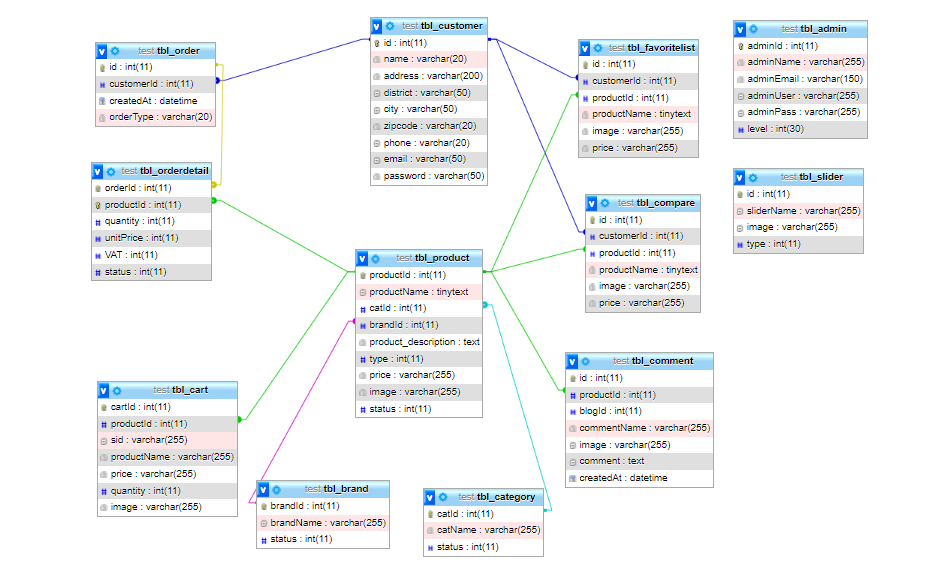 test tbl_order
id : int(11)
customerId : int(11)
createdAt : datetime
orderType : varchar(20)
test tbl_customer
id : int(11)
name : varchar(20)
address : varchar(200)
district : varchar(50)
city : varchar(50)
zipcode : varchar(20)
phone : varchar(20)
email : varchar(50)
password : varchar(50)
test tbl_favoritelist
id : int(11)
customerId : int(11)
productId : int(11)
productName : tinytext
image : varchar(255)
price : varchar(255)
test tbl_admin
adminId : int(11)
adminName : varchar(255)
adminEmail : varchar(150)
adminUser : varchar(255)
adminPass : varchar(255)
level : int(30)
test tbl_orderdetail
orderId : int(11)
productId : int(11)
quantity : int(11)
unitPrice : int(11)
VAT : int(11)
status : int(11)
test tbl_compare
id : int(11)
customerId : int(11)
productId : int(11)
productName : tinytext
image : varchar(255)
price : varchar(255)
test tbl_slider
id : int(11)
sliderName : varchar(255)
image : varchar(255)
type : int(11)
test tbl_product
productId : int(11)
productName : tinytext
catId : int(11)
brandId : int(11)
product_description : text
type : int(11)
price : varchar(255)
image : varchar(255)
status : int(11)
test tbl_cart
cartId : int(11)
productId : int(11)
sid : varchar(255)
productName : varchar(255)
price : varchar(255)
quantity : int(11)
image : varchar(255)
test tbl_comment
id : int(11)
productId : int(11)
blogId : int(11)
commentName : varchar(255)
image : varchar(255)
comment : text
createdAt : datetime
test tbl_brand
brandId : int(11)
brandName : varchar(255)
status : int(11)
test tbl_category
catId : int(11)
catName : varchar(255)
status : int(11)